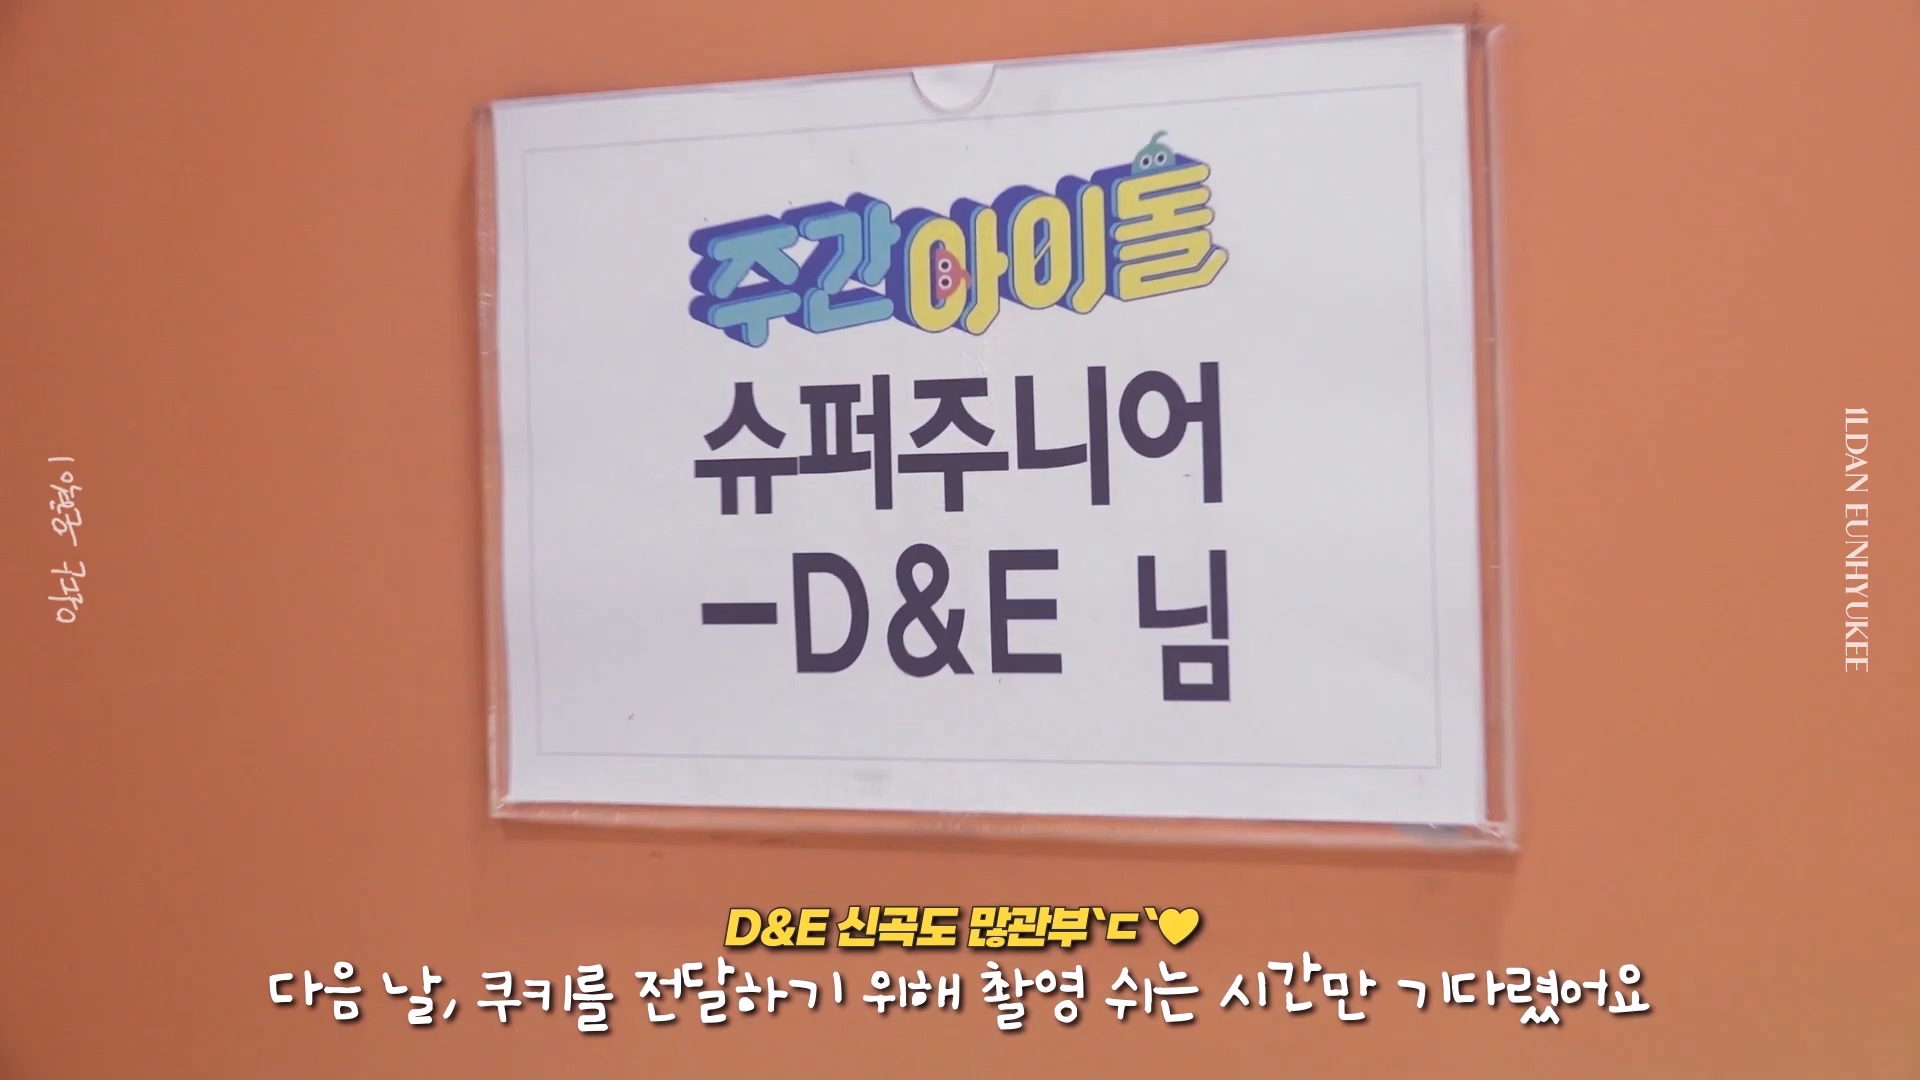 주간아이돌
슈퍼주니어
-D&E 님
1LDAN EUNHYUKEE
D&E 신곡도 많관부`ㄷ`♥
다음 날, 쿠키를 전달하기 위해 촬영 쉬는 시간만 기다렸어요